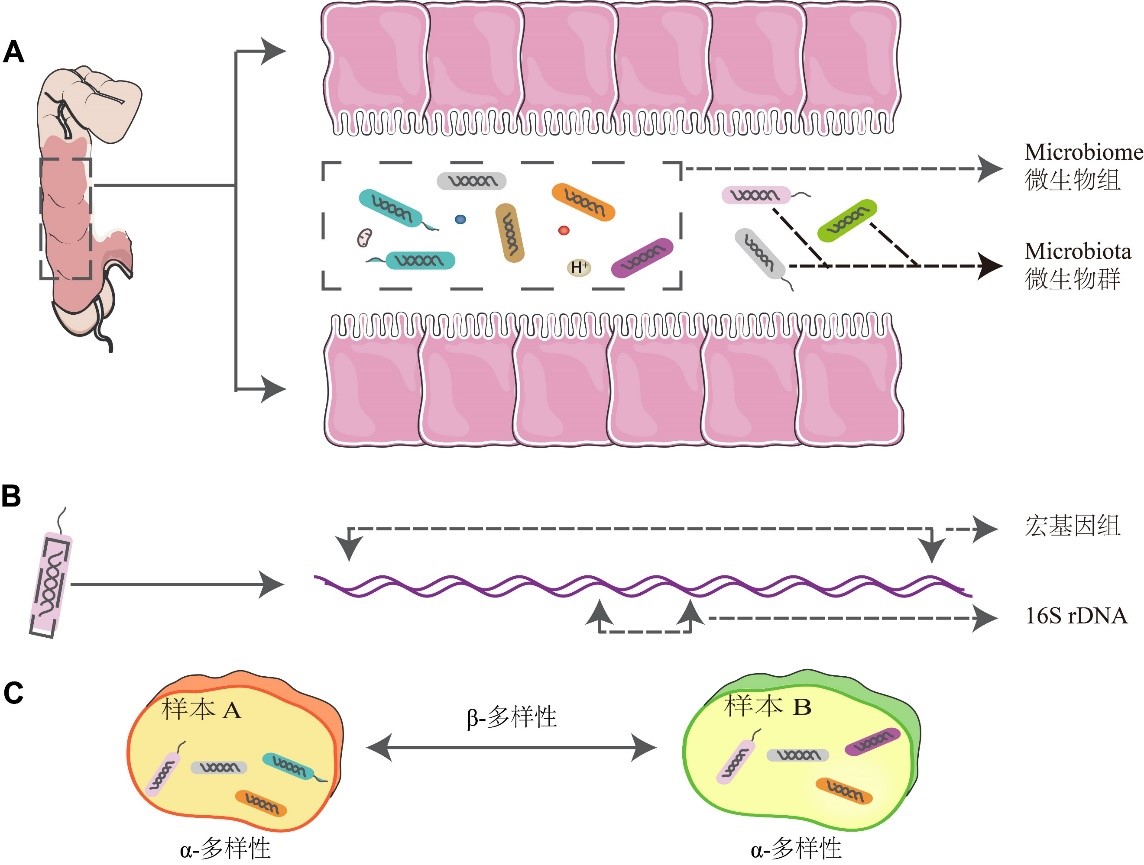 A
Microbiome
微生物组
H⁺
Microbiota
微生物群
B
宏基因组
16S rDNA
C
样本 A
β-多样性
样本 B
α-多样性
α-多样性